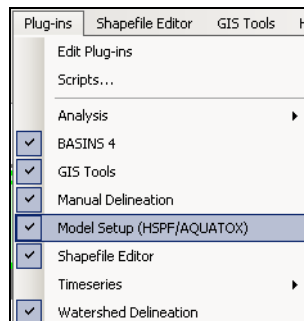 Plug-ins Shapefile Editor GIS Tools
Edit Plug-ins
Scripts...
Analysis
BASINS 4
GIS Tools
Manual Delineation
Model Setup (HSPF/AQUATOX)
Shapefile Editor
Timeseries
Watershed Delineation